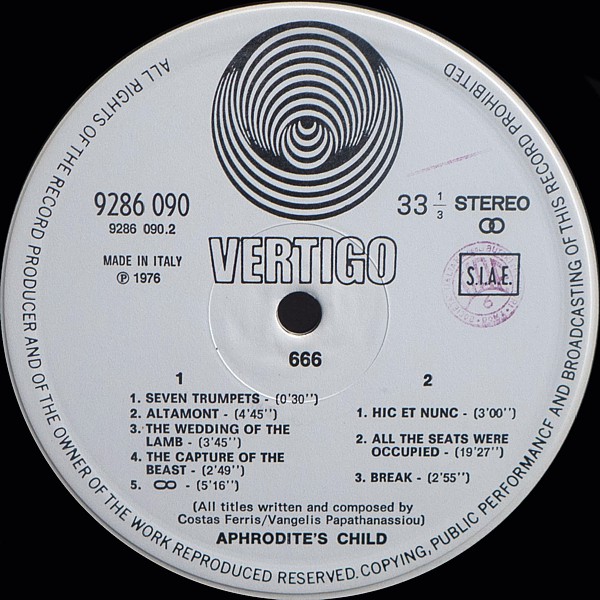 ALL RIGHTS OF THE RECORD PRODUCER AND OF THE OWNER OF THE WORK REPRODUCED RESERVED. COPYING, PUBLIC PERFORMANCE AND BROADCASTING OF THIS RECORD PROHIBITED
9286 090
9286 090.2
33 1/3 STEREO
VERTIGO
MADE IN ITALY
℗ 1976
S.I.A.E.
666
1
1. SEVEN TRUMPETS - (0'30'')
2. ALTAMONT - (4'45'')
3. THE WEDDING OF THE
LAMB - (3'45'')
4. THE CAPTURE OF THE
BEAST - (2'49'')
5. ∞ - (5'16'')
2
1. HIC ET NUNC - (3'00'')
2. ALL THE SEATS WERE
OCCUPIED - (19'27'')
3. BREAK - (2'55'')
(All titles written and composed by
Costas Ferris/Vangelis Papathanassiou)
APHRODITE'S CHILD